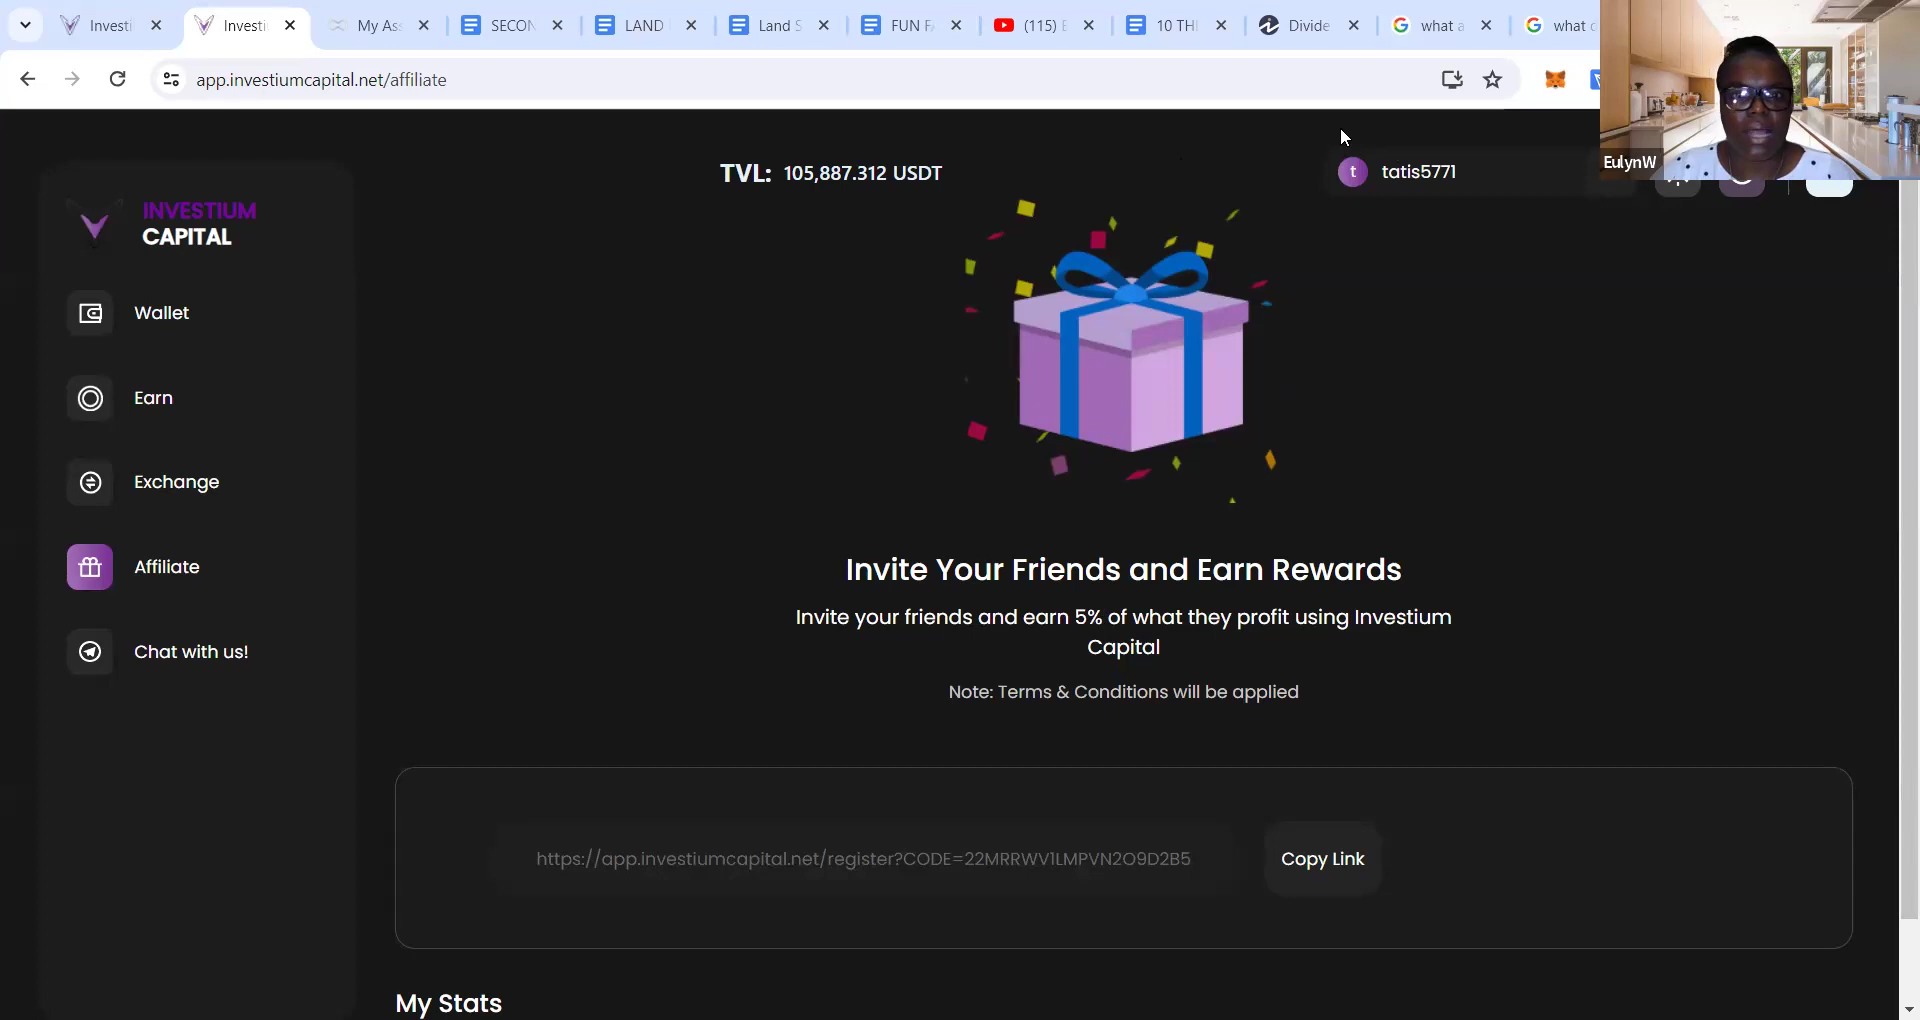 Investi
Investi
My Ass
SECON
LAND
Land S
FUN F
(115) E
10 TH
Divide
what a
what
app.investiumcapital.net/affiliate
EulynW
TVL: 105,887.312 USDT
t tatis5771
INVESTIUM
CAPITAL
Wallet
Earn
Exchange
Affiliate
Chat with us!
Invite Your Friends and Earn Rewards
Invite your friends and earn 5% of what they profit using Investium
Capital
Note: Terms & Conditions will be applied
https://app.investiumcapital.net/register?CODE=22MRRWV1LMPVN2O9D2B5
Copy Link
My Stats